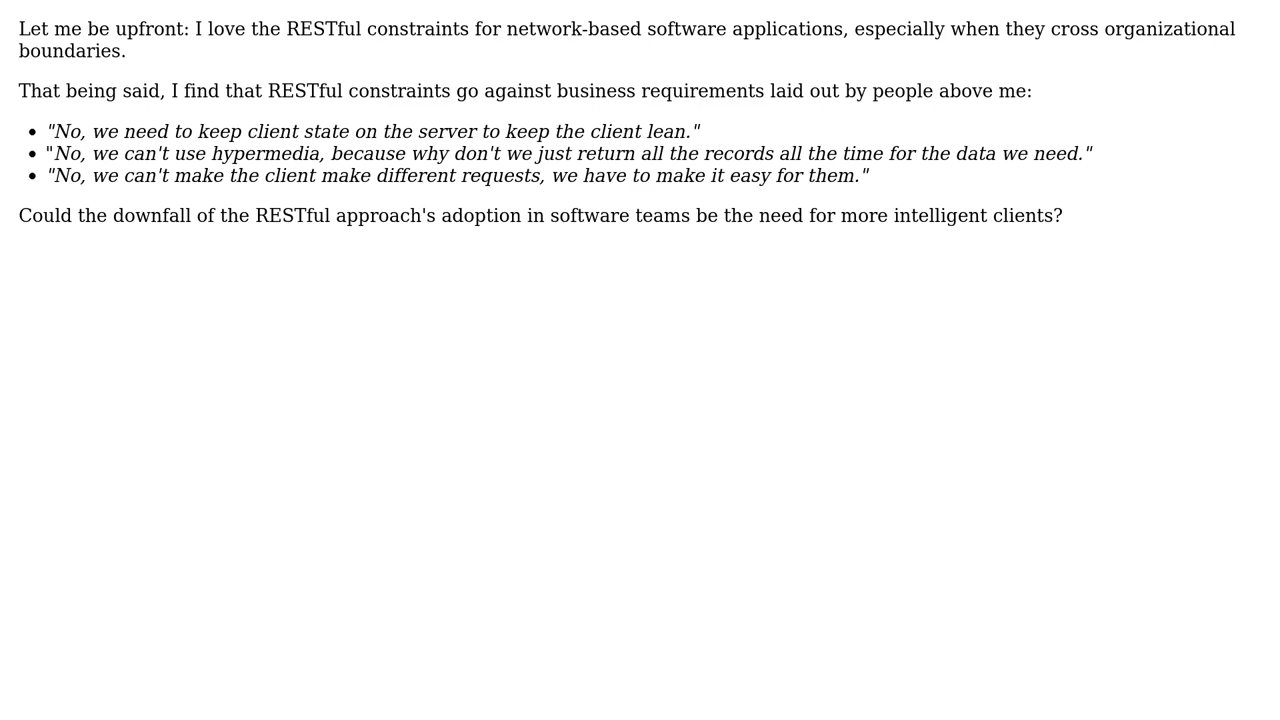 Let me be upfront: I love the RESTful constraints for network-based software applications, especially when they cross organizational
boundaries.
That being said, I find that RESTful constraints go against business requirements laid out by people above me:
• "No, we need to keep client state on the server to keep the client lean."
• "No, we can't use hypermedia, because why don't we just return all the records all the time for the data we need."
• "No, we can't make the client make different requests, we have to make it easy for them."
Could the downfall of the RESTful approach's adoption in software teams be the need for more intelligent clients?